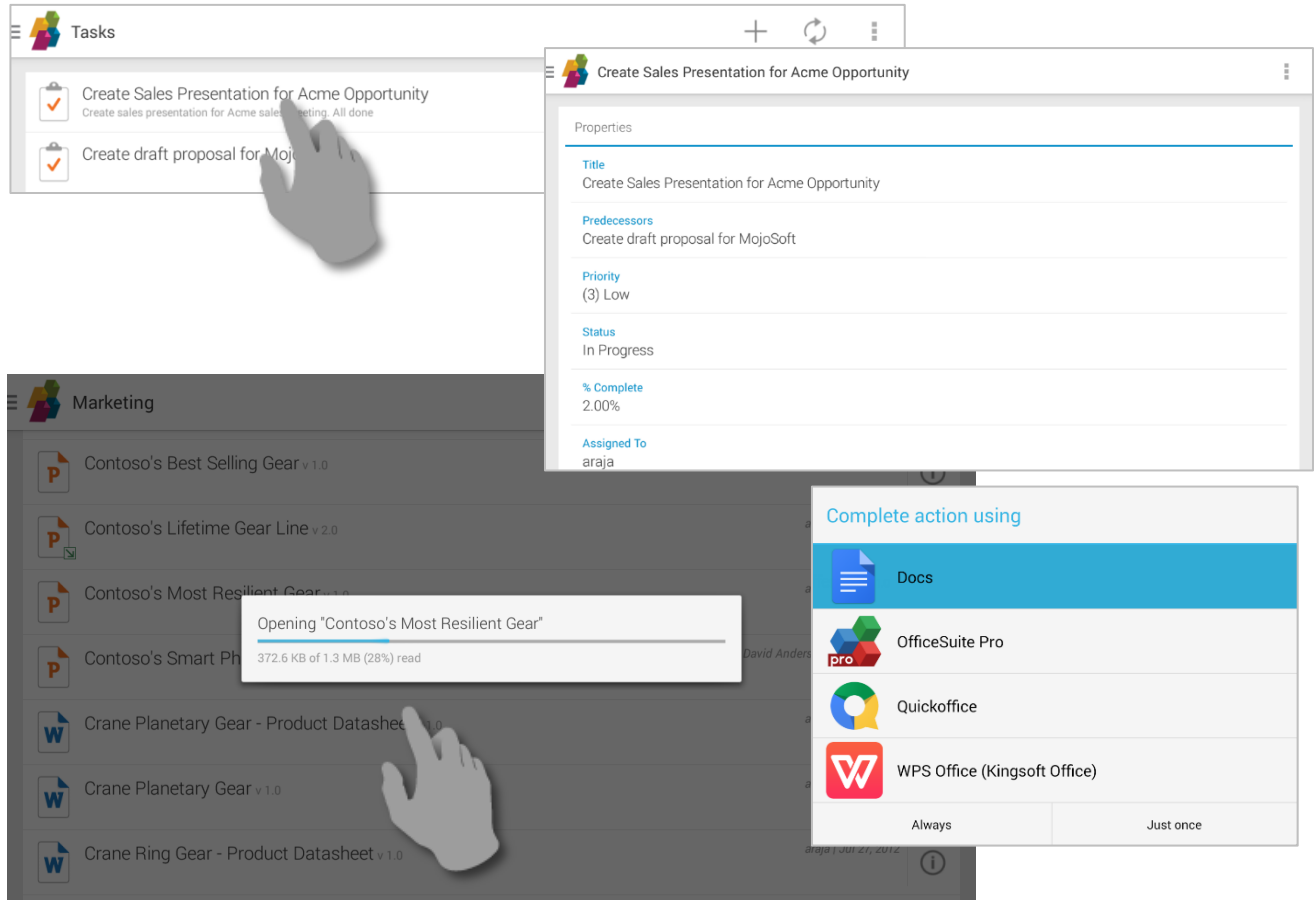 Tasks
Create Sales Presentation for Acme Opportunity
Create sales presentation for Acme sales meeting. All done
Create draft proposal for Moj
Create Sales Presentation for Acme Opportunity
Properties
Title
Create Sales Presentation for Acme Opportunity
Predecessors
Create draft proposal for MojoSoft
Priority
(3) Low
Status
In Progress
% Complete
2.00%
Assigned To
araja
Marketing
Contoso's Best Selling Gear v 1.0
Contoso's Lifetime Gear Line v 2.0
Contoso's Most Resilient Gear v 1.0
Contoso's Smart Ph
David Anders
Crane Planetary Gear - Product Datasheet v 1.0
Crane Planetary Gear v 1.0
Crane Ring Gear - Product Datasheet v 1.0
araja | Jul 27, 2012
Opening "Contoso's Most Resilient Gear"
372.6 KB of 1.3 MB (28%) read
Complete action using
Docs
pro
OfficeSuite Pro
Quickoffice
WPS Office (Kingsoft Office)
Always
Just once